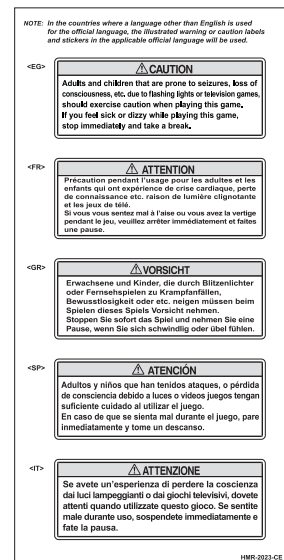 NOTE: In the countries where a language other than English is used
for the official language, the illustrated warning or caution labels
and stickers in the applicable official language will be used.
<EG>
⚠CAUTION
Adults and children that are prone to seizures, loss of
consciousness, etc. due to flashing lights or television games,
should exercise caution when playing this game.
If you feel sick or dizzy while playing this game,
stop immediately and take a break.
<FR>
⚠ ATTENTION
Précaution pendant l'usage pour les adultes et les
enfants qui ont expérience de crise cardiaque, perte
de connaissance etc. raison de lumière clignotante
et les jeux de télé.
Si vous vous sentez mal à l'aise ou vous avez la vertige
pendant le jeu, veuillez arrêter immédiatement et faites
une pause.
<GR>
⚠VORSICHT
Erwachsene und Kinder, die durch Blitzenlichter
oder Fernsehspielen zu Krampfanfällen,
Bewusstlosigkeit oder etc. neigen müssen beim
Spielen dieses Spiels Vorsicht nehmen.
Stoppen Sie sofort das Spiel und nehmen Sie eine
Pause, wenn Sie sich schwindlig oder übel fühlen.
<SP>
⚠ ATENCIÓN
Adultos y niños que han tenidos ataques, o pérdida
de consciencia debido a luces o videos juegos tengan
suficiente cuidado al utilizar el juego.
En caso de que se sienta mal durante el juego, pare
inmediatamente y tome un descanso.
<IT>
⚠ ATTENZIONE
Se avete un'esperienza di perdere la coscienza
dai luci lampeggianti o dai giochi televisivi, dovete
attenti quando utilizzate questo gioco. Se sentite
male durante uso, sospendete immediatamente e
fate la pausa.
HMR-2023-CE